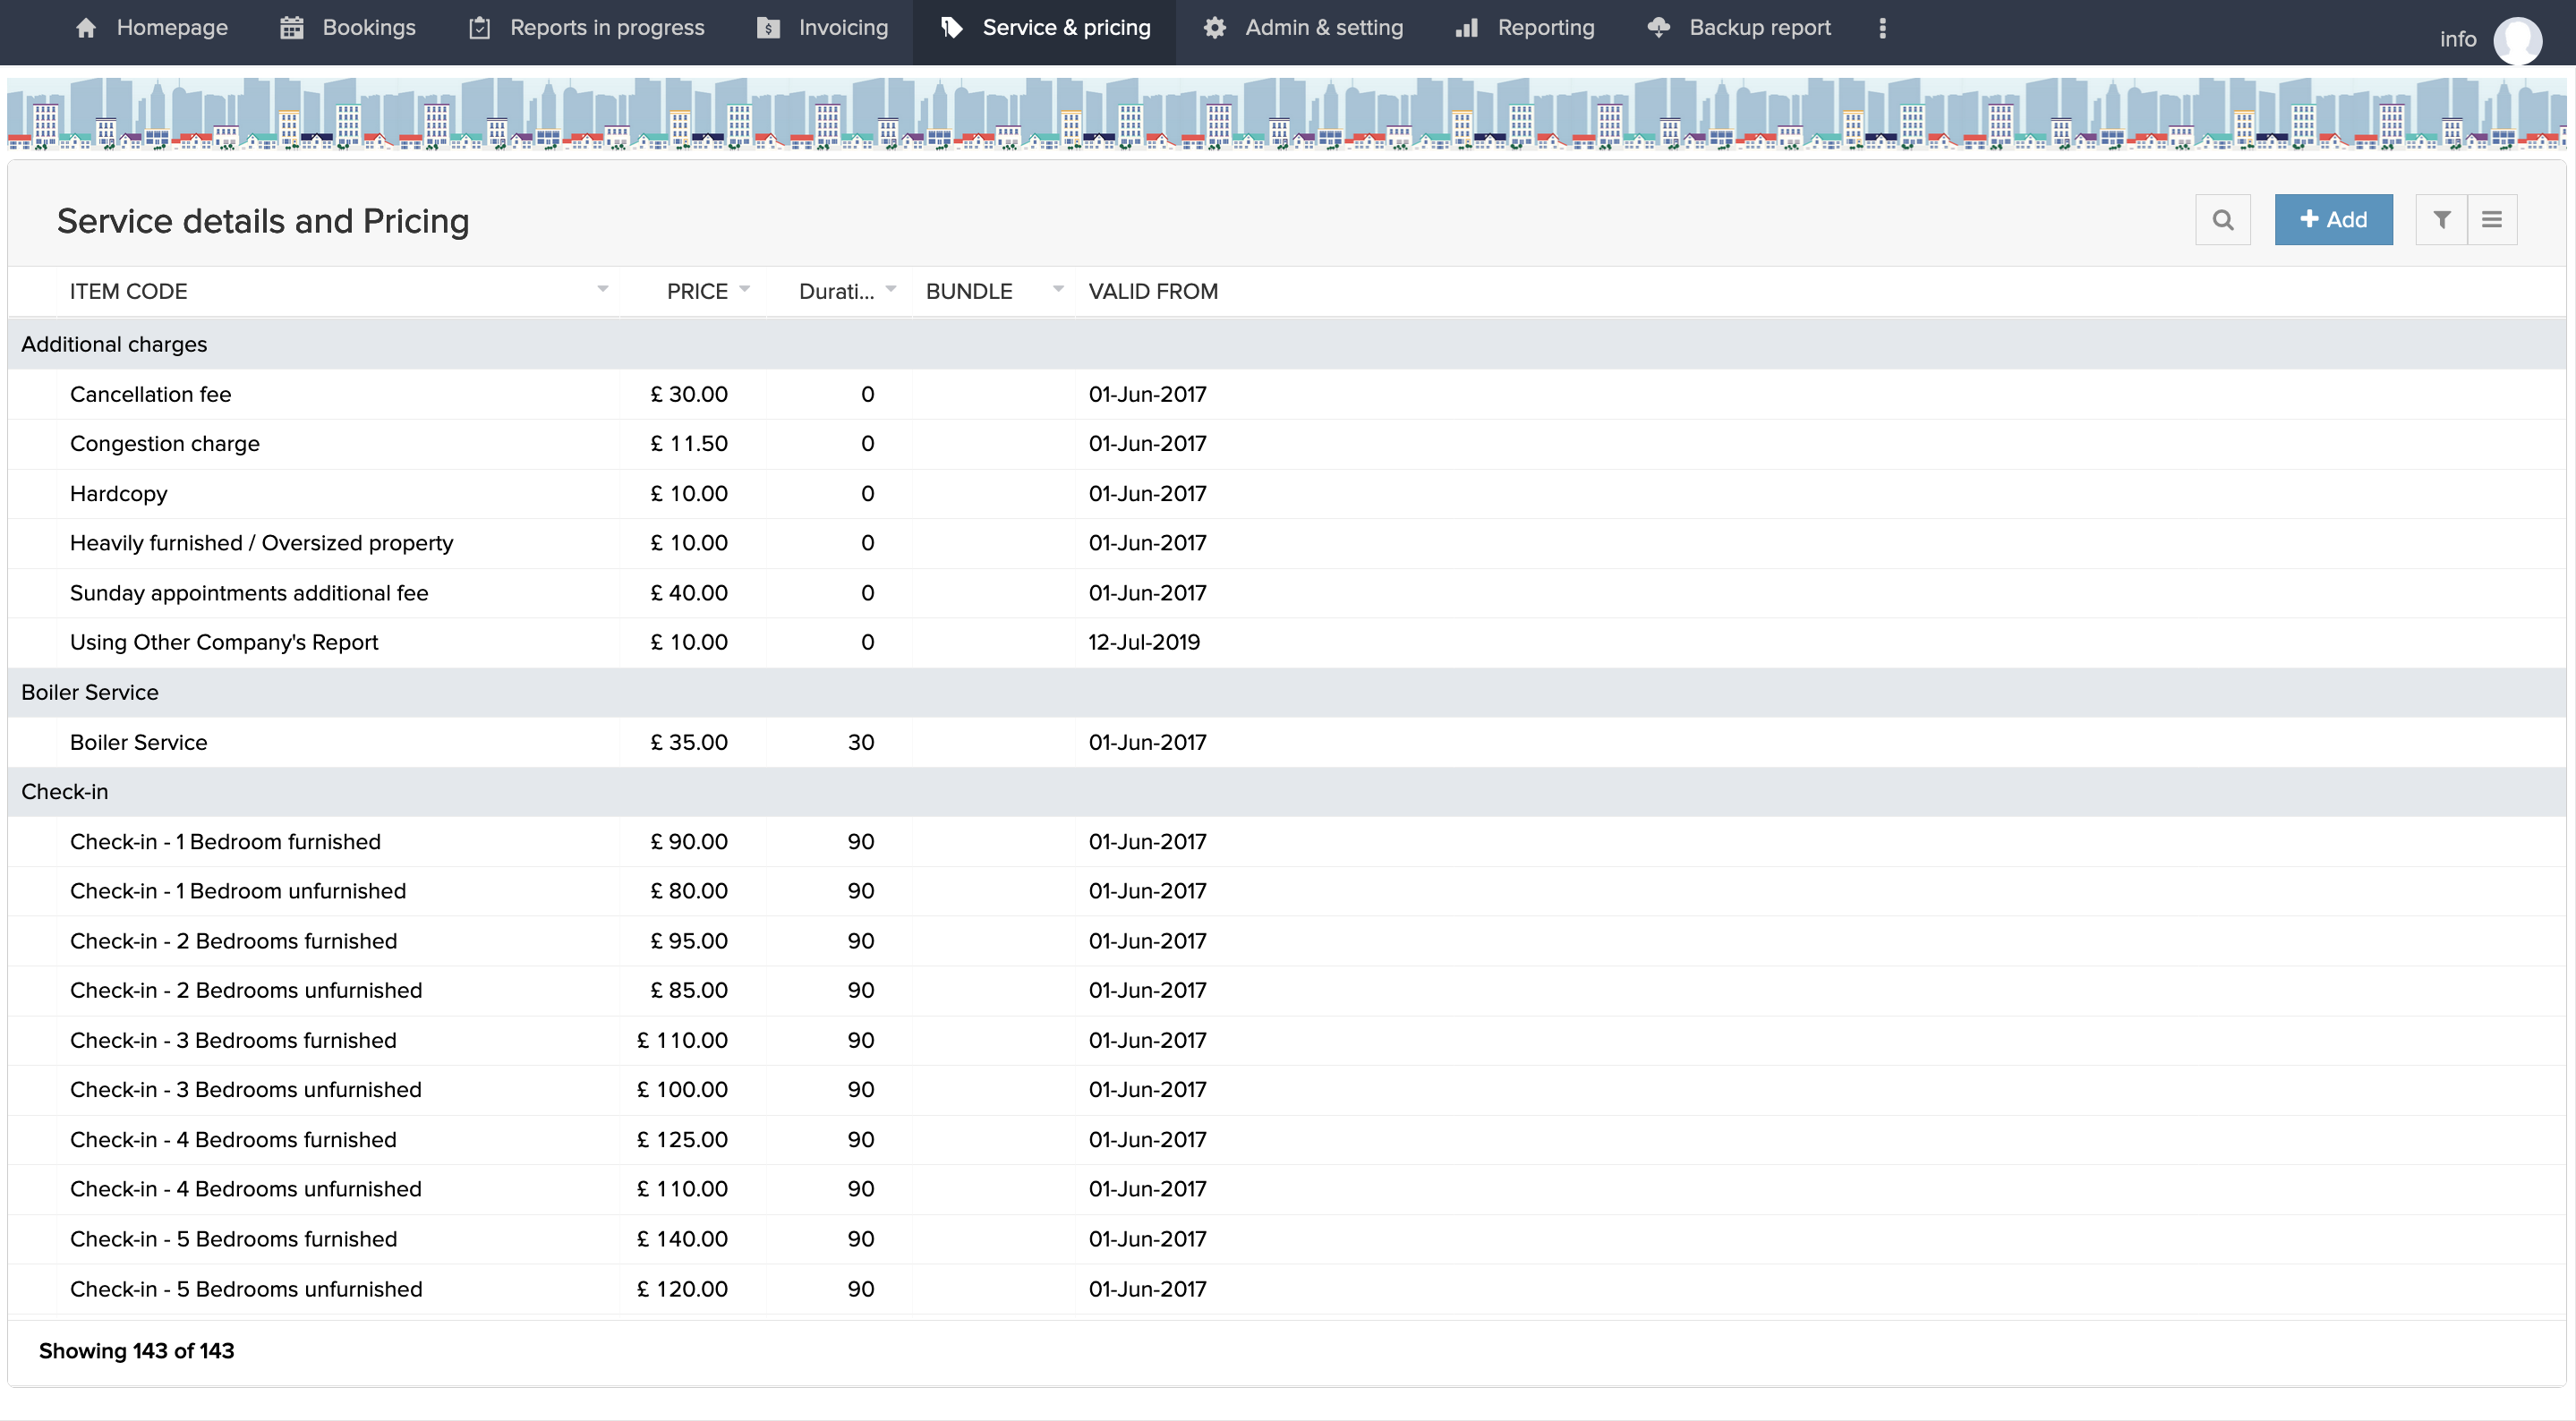 Homepage Bookings Reports in progress Invoicing Service & pricing Admin & setting Reporting Backup report info
Service details and Pricing Add
ITEM CODE PRICE Durati... BUNDLE VALID FROM
Additional charges
Cancellation fee £ 30.00 0 01-Jun-2017
Congestion charge £ 11.50 0 01-Jun-2017
Hardcopy £ 10.00 0 01-Jun-2017
Heavily furnished / Oversized property £ 10.00 0 01-Jun-2017
Sunday appointments additional fee £ 40.00 0 01-Jun-2017
Using Other Company's Report £ 10.00 0 12-Jul-2019
Boiler Service
Boiler Service £ 35.00 30 01-Jun-2017
Check-in
Check-in - 1 Bedroom furnished £ 90.00 90 01-Jun-2017
Check-in - 1 Bedroom unfurnished £ 80.00 90 01-Jun-2017
Check-in - 2 Bedrooms furnished £ 95.00 90 01-Jun-2017
Check-in - 2 Bedrooms unfurnished £ 85.00 90 01-Jun-2017
Check-in - 3 Bedrooms furnished £ 110.00 90 01-Jun-2017
Check-in - 3 Bedrooms unfurnished £ 100.00 90 01-Jun-2017
Check-in - 4 Bedrooms furnished £ 125.00 90 01-Jun-2017
Check-in - 4 Bedrooms unfurnished £ 110.00 90 01-Jun-2017
Check-in - 5 Bedrooms furnished £ 140.00 90 01-Jun-2017
Check-in - 5 Bedrooms unfurnished £ 120.00 90 01-Jun-2017
Showing 143 of 143